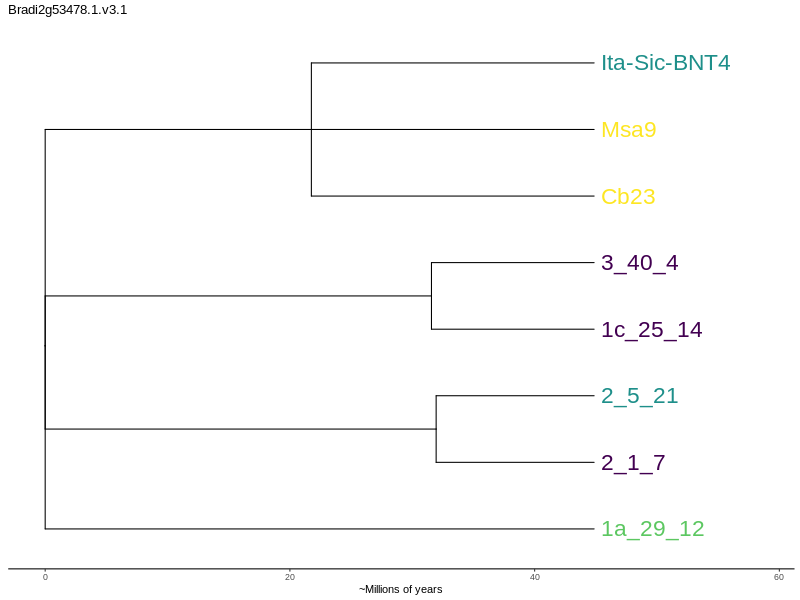 Bradi2g53478.1.v3.1
Ita-Sic-BNT4
Msa9
Cb23
3_40_4
1c_25_14
2_5_21
2_1_7
1a_29_12
0 20 40 60
~Millions of years